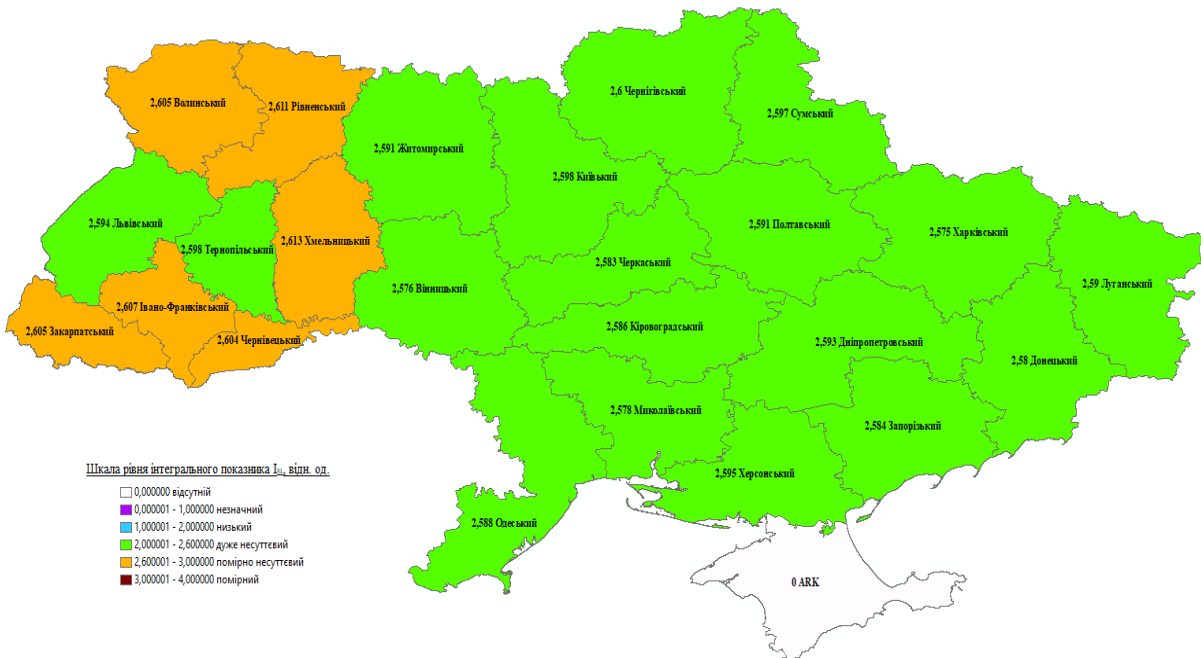 2,6 Чернігівський
2,605 Волинський
2,611 Рівненський
2,597 Сумський
2,591 Житомирський
2,598 Київський
2,594 Львівський
2,591 Полтавський
2,575 Харківський
2,613 Хмельницький
2,598 Тернопільський
2,583 Черкаський
2,59 Луганський
2,576 Вінницький
2,607 Івано-Франківський
2,605 Закарпатський
2,604 Чернівецький
2,586 Кіровоградський
2,593 Дніпропетровський
2,58 Донецький
2,578 Миколаївський
2,584 Запорізький
2,595 Херсонський
2,588 Одеський
0 АRK
Шкала рівня інтегрального показника відн. од.
0,000000 відсутній
0,000001 - 1,000000 незначний
1,000001 - 2,000000 низький
2,000001 - 2,600000 дуже несуттєвий
2,600001 - 3,000000 помірно несуттєвий
3,000001 - 4,000000 помірний